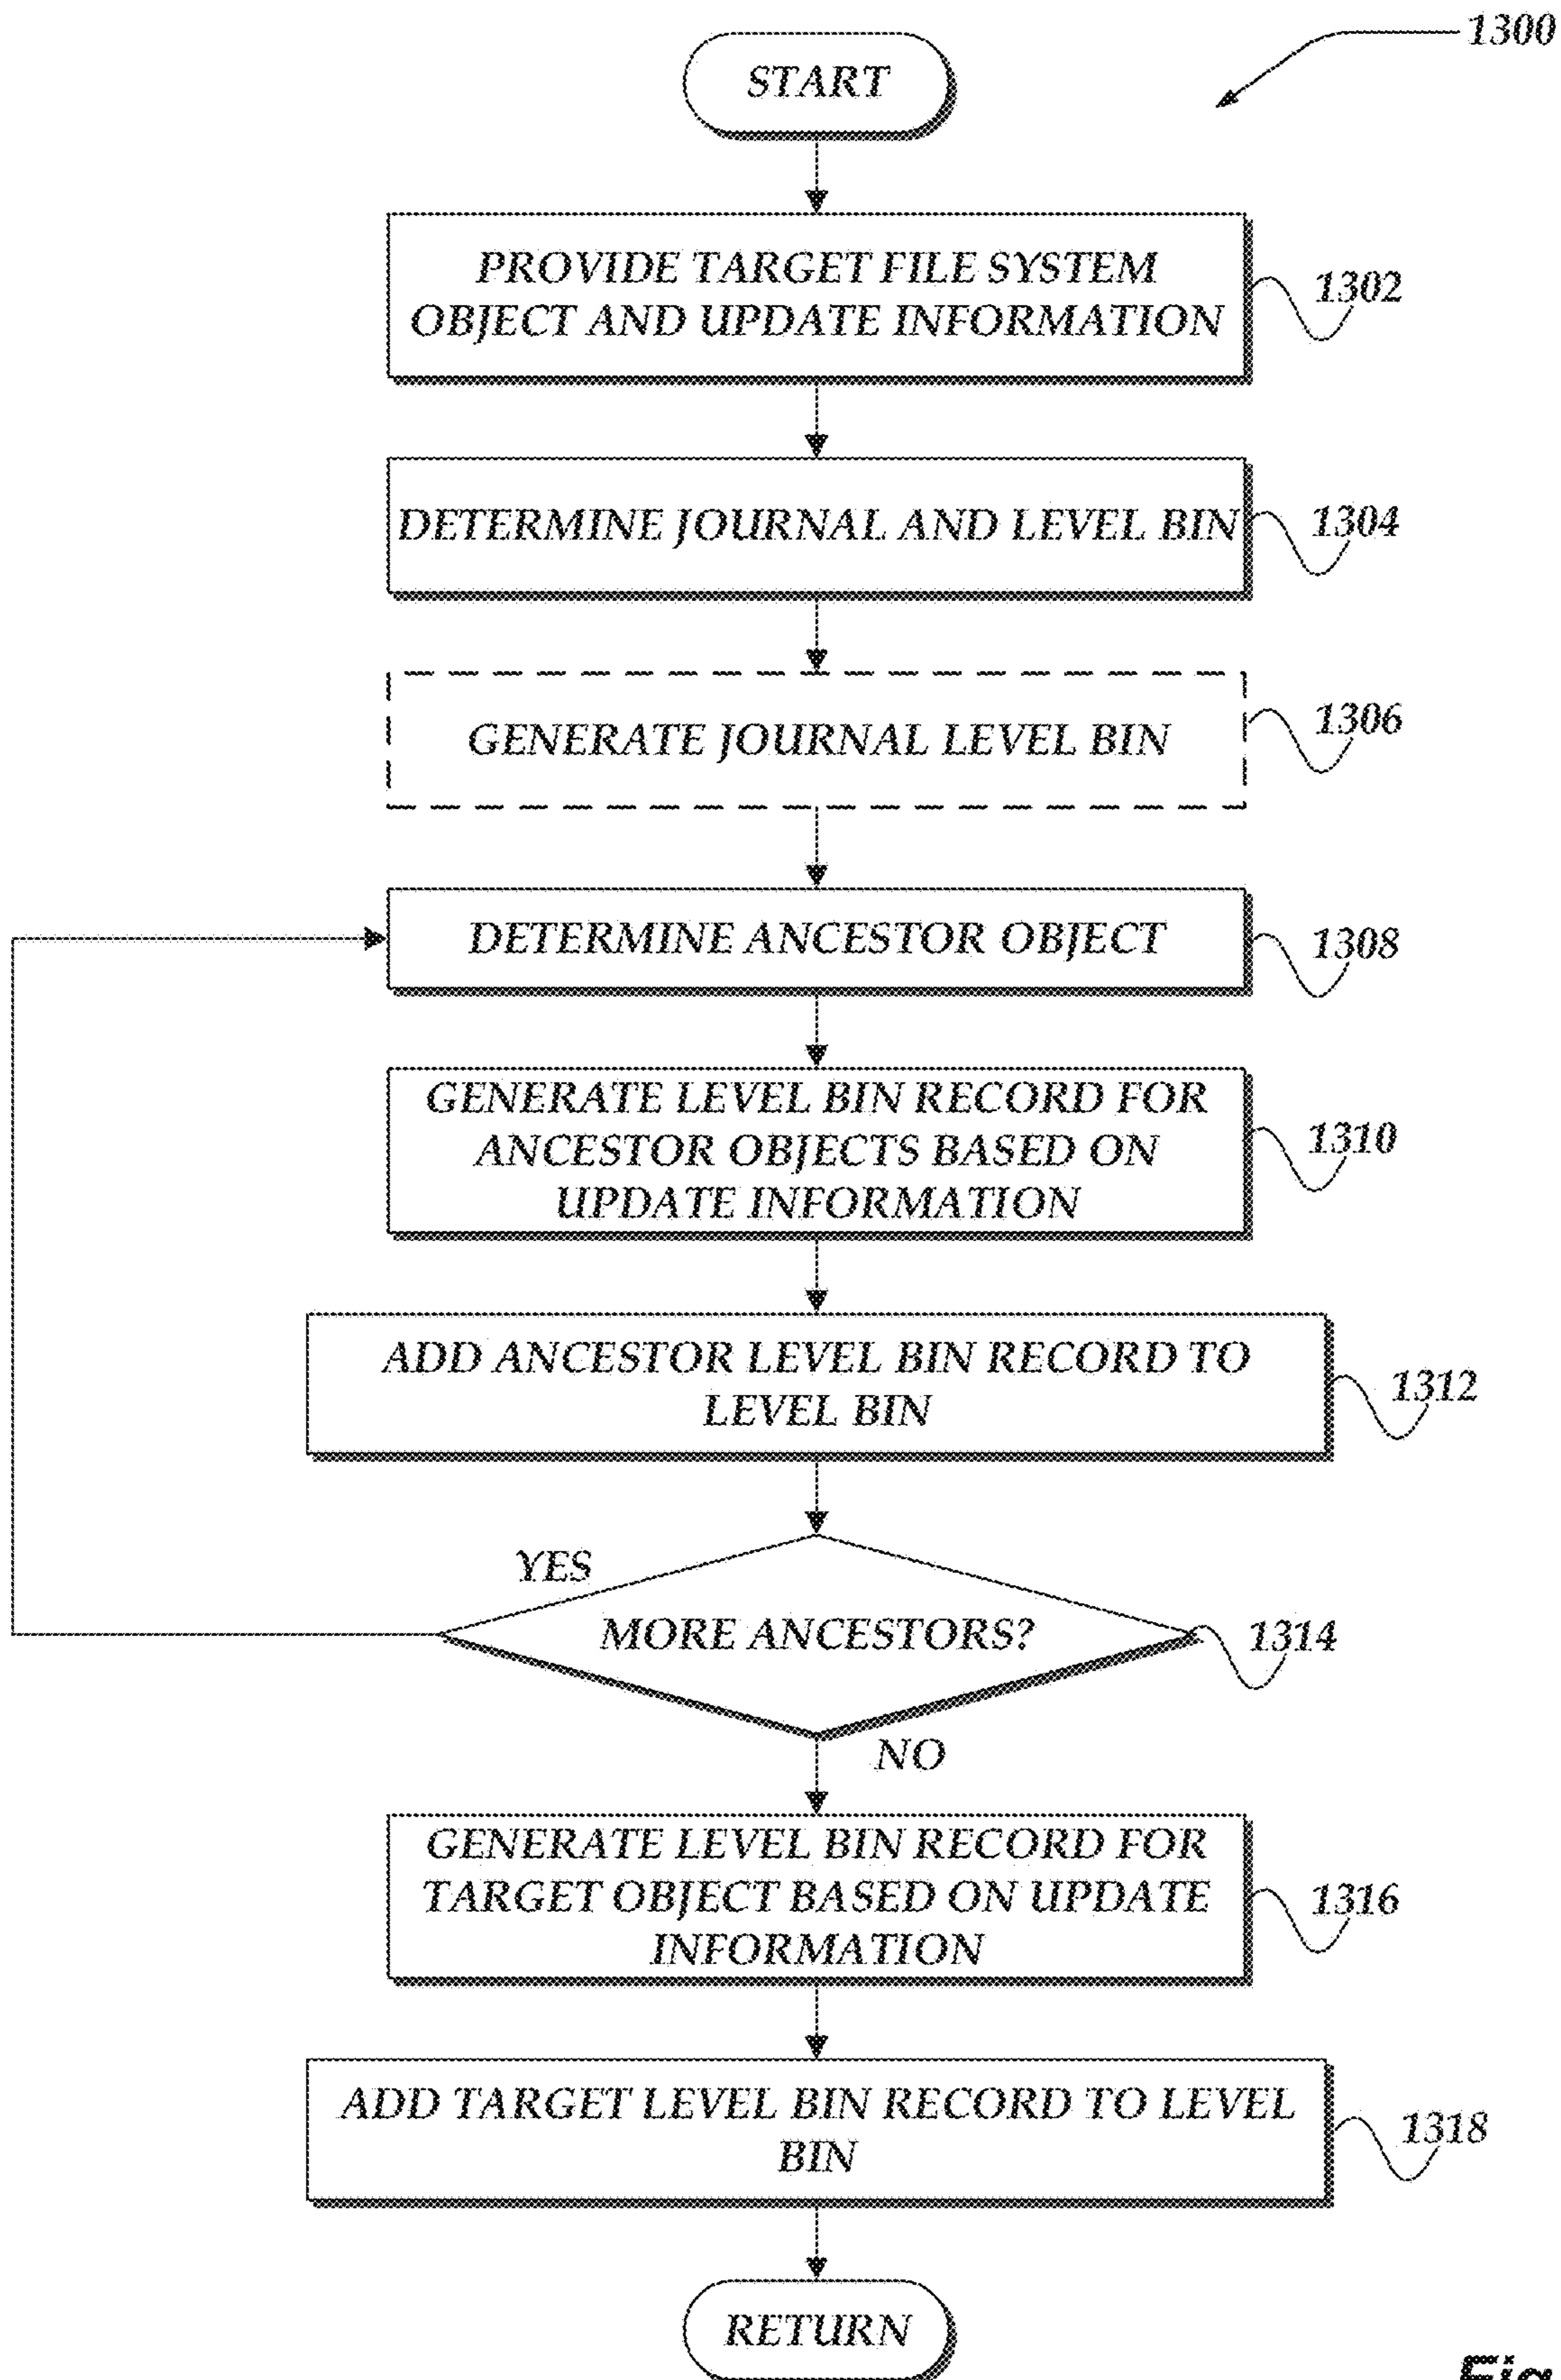 1300
START
PROVIDE TARGET FILE SYSTEM
OBJECT AND UPDATE INFORMATION
1302
DETERMINE JOURNAL AND LEVEL BIN
1304
GENERATE JOURNAL LEVEL BIN
1306
DETERMINE ANCESTOR OBJECT
1308
GENERATE LEVEL BIN RECORD FOR
ANCESTOR OBJECTS BASED ON
UPDATE INFORMATION
1310
ADD ANCESTOR LEVEL BIN RECORD TO
LEVEL BIN
1312
YES
MORE ANCESTORS?
1314
NO
GENERATE LEVEL BIN RECORD FOR
TARGET OBJECT BASED ON UPDATE
INFORMATION
1316
ADD TARGET LEVEL BIN RECORD TO LEVEL
BIN
1318
RETURN
Fig